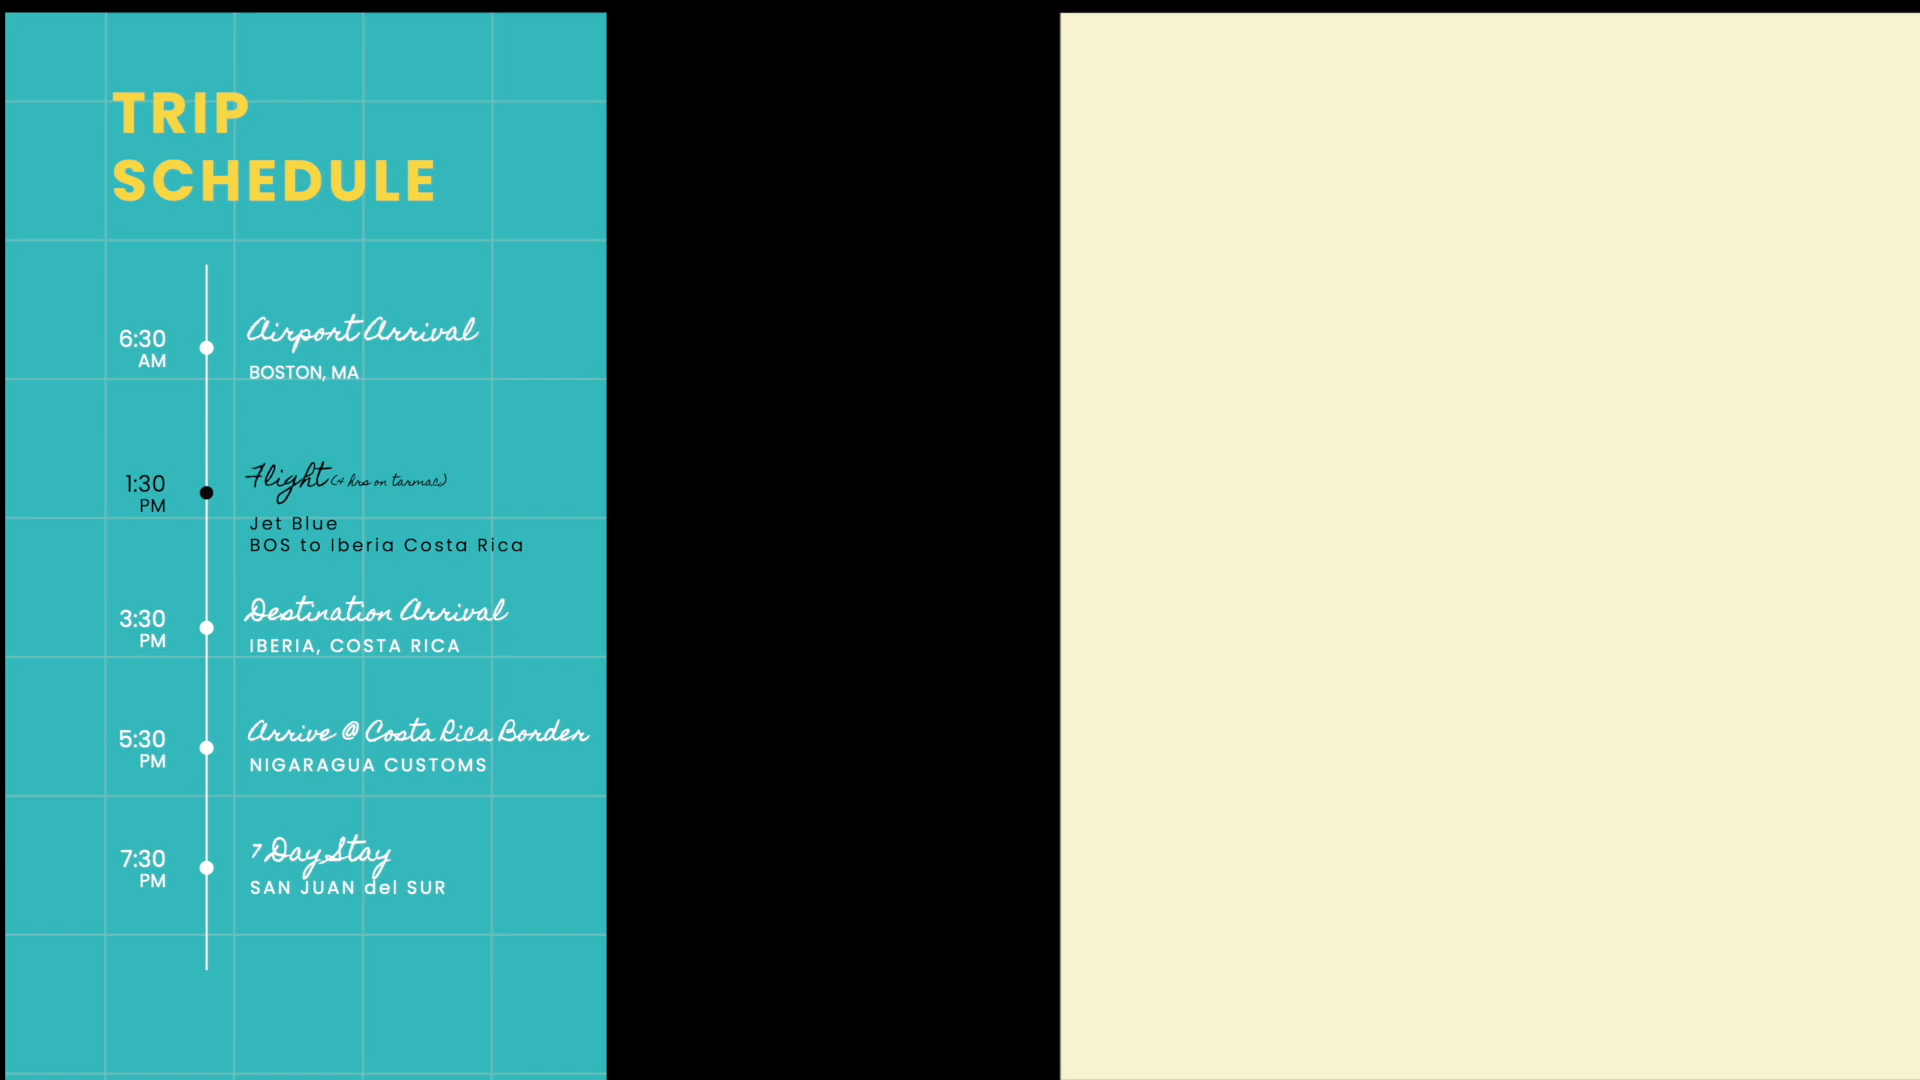 TRIP
SCHEDULE
6:30
AM
Airport Arrival
BOSTON, MA
1:30
PM
Flight (4 hrs on tarmac)
Jet Blue
BOS to Iberia Costa Rica
3:30
PM
Destination Arrival
IBERIA, COSTA RICA
5:30
PM
Arrive @ Costa Rica Border
NIGARAGUA CUSTOMS
7:30
PM
7 Day Stay
SAN JUAN del SUR